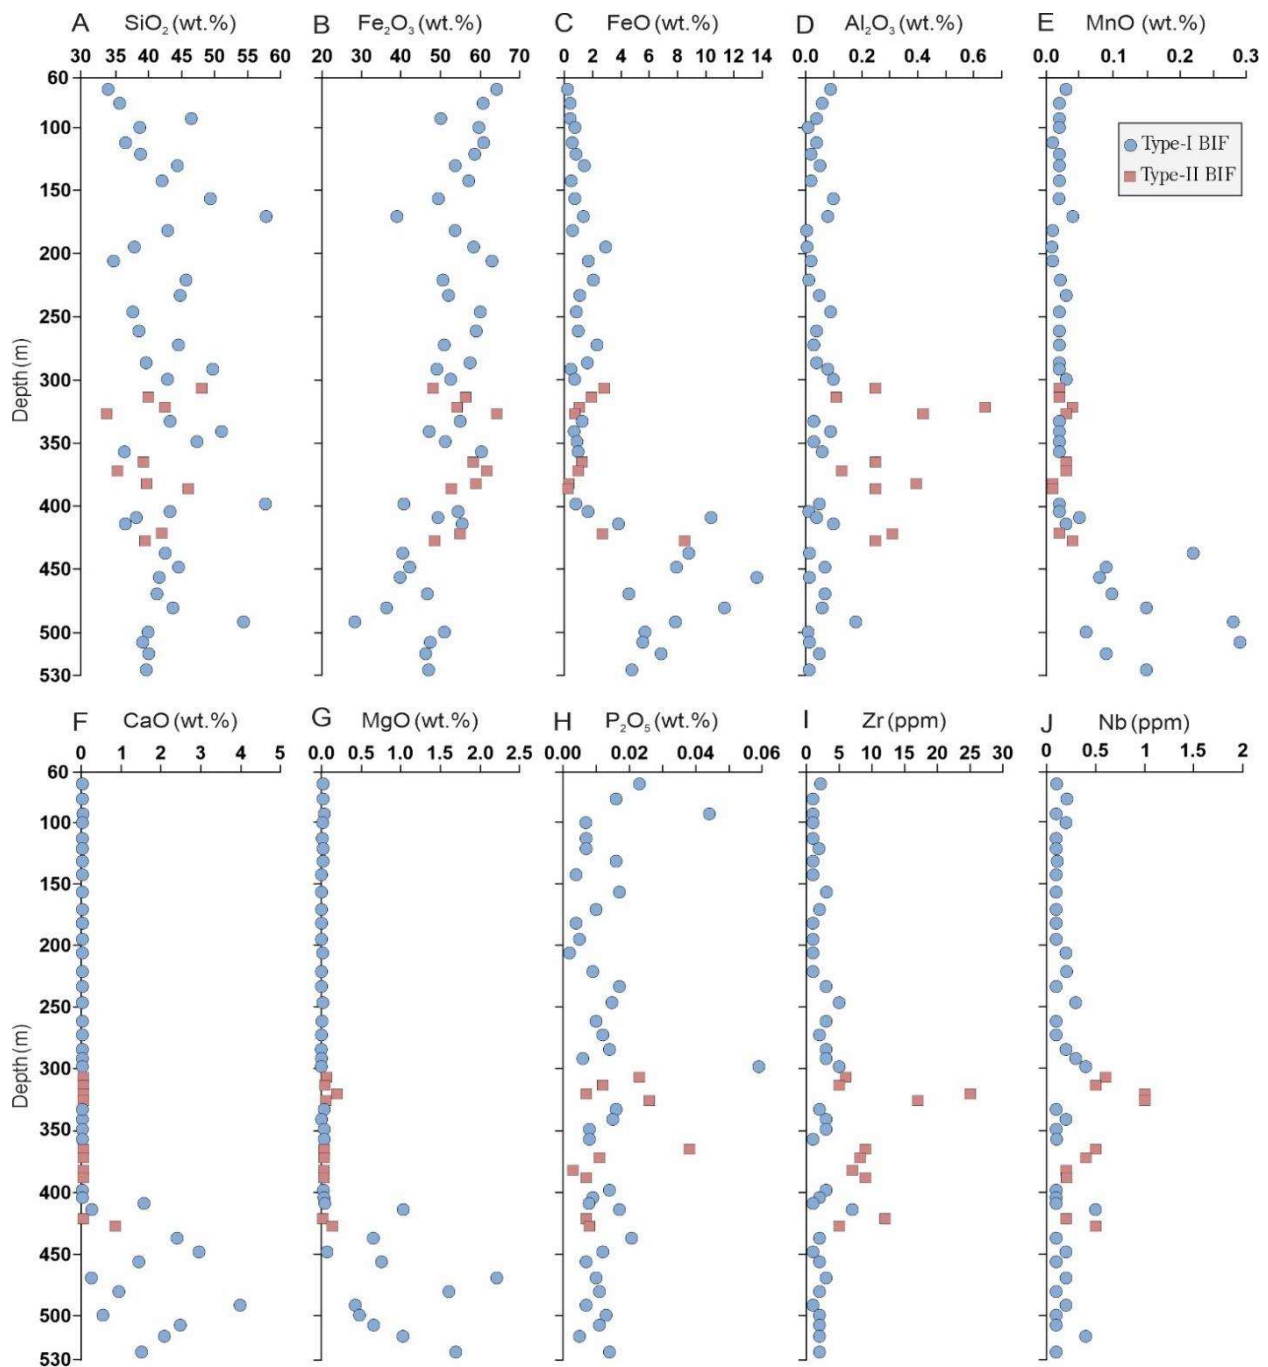 A SiO₂ (wt.%) B Fe₂O₃ (wt.%) C FeO (wt.%) D Al₂O₃ (wt.%) E MnO (wt.%)
30 35 40 45 50 55 60 20 30 40 50 60 70 0 2 4 6 8 10 12 14 0.0 0.2 0.4 0.6 0.8 0.0 0.1 0.2 0.3
60
100
150
200
250
300
350
400
450
500
530
Depth (m)
Type-I BIF
Type-II BIF
F CaO (wt.%) G MgO (wt.%) H P₂O₅ (wt.%) I Zr (ppm) J Nb (ppm)
0 1 2 3 4 5 0.0 0.5 1.0 1.5 2.0 2.5 0.00 0.02 0.04 0.06 0 5 10 15 20 25 30 0 0.5 1 1.5 2
60
100
150
200
250
300
350
400
450
500
530
Depth (m)